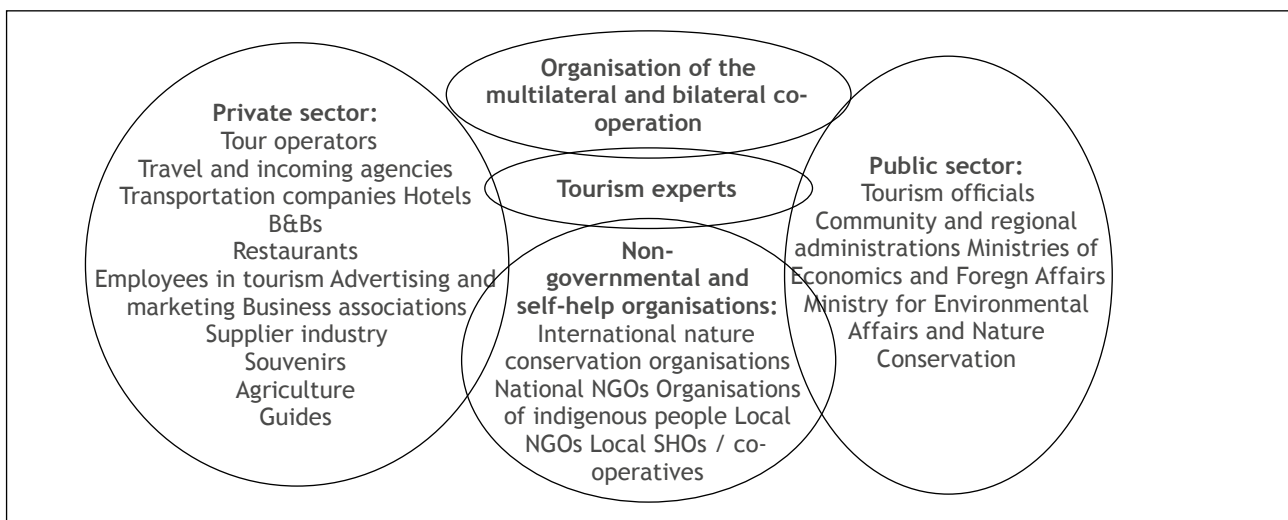 Private sector:
Tour operators
Travel and incoming agencies
Transportation companies Hotels
B&Bs
Restaurants
Employees in tourism Advertising and
marketing Business associations
Supplier industry
Souvenirs
Agriculture
Guides
Organisation of the
multilateral and bilateral co-
operation
Tourism experts
Non-
governmental and
self-help organisations:
International nature
conservation organisations
National NGOs Organisations
of indigenous people Local
NGOs Local SHOs / co-
operatives
Public sector:
Tourism officials
Community and regional
administrations Ministries of
Economics and Foregn Affairs
Ministry for Environmental
Affairs and Nature
Conservation